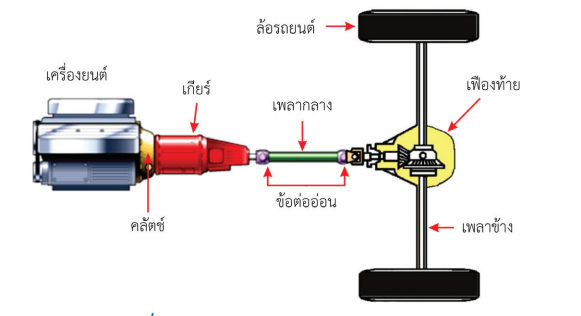 ล้อรถยนต์
เครื่องยนต์
เกียร์
เพลากลาง
เฟืองท้าย
คลัตช์
ข้อต่ออ่อน
เพลาข้าง